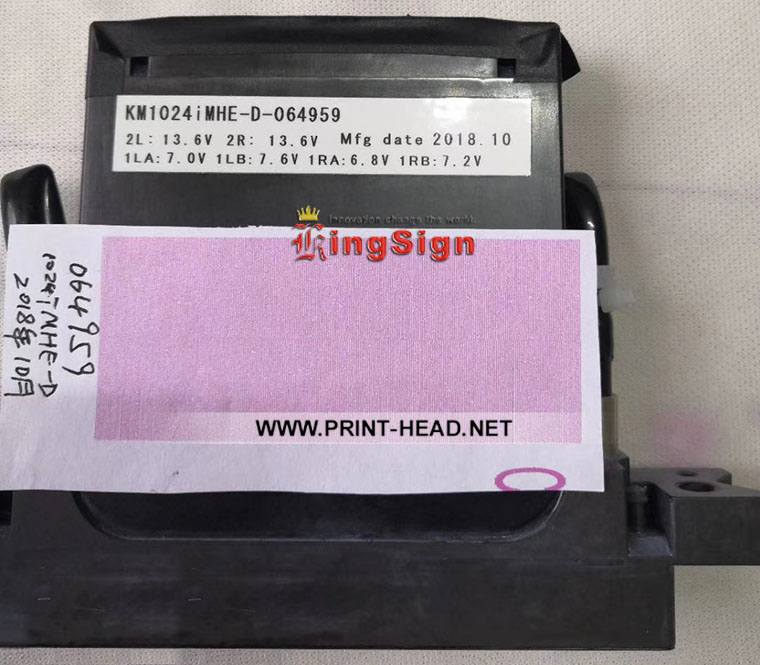 KM1024iMHE-D-064959
2L: 13.6V 2R: 13.6V Mfg date 2018.10
1LA:7.0V 1LB:7.6V 1RA:6.8V 1RB:7.2V
Innovation change the world
KingSign
064959
1024iMHE-D
2018年10月
WWW.PRINT-HEAD.NET